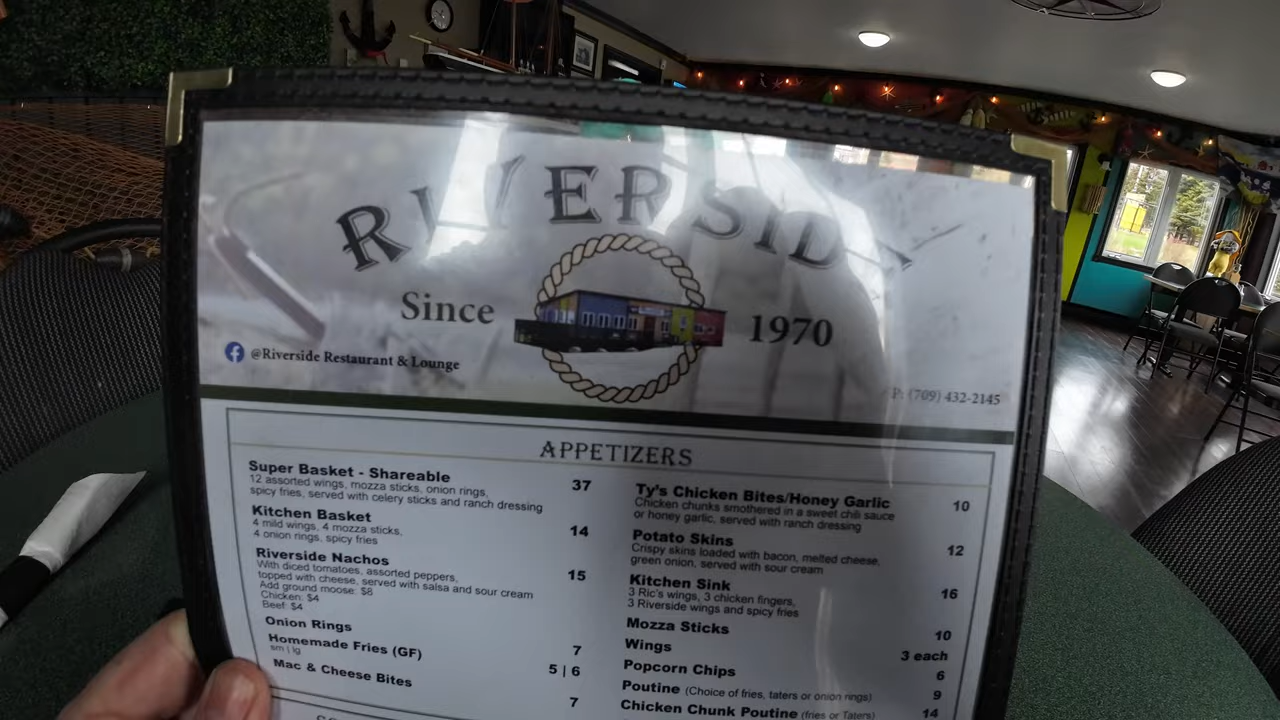 RIVERSIDE
Since 1970
@Riverside Restaurant & Lounge
P: (709) 432-2145
APPETIZERS
Super Basket - Shareable 37
12 assorted wings, mozza sticks, onion rings,
spicy fries, served with celery sticks and ranch dressing
Kitchen Basket 14
4 mild wings, 4 mozza sticks,
4 onion rings, spicy fries
Riverside Nachos 15
With diced tomatoes, assorted peppers,
topped with cheese, served with salsa and sour cream
Add ground moose: $8
Chicken: $4
Beef: $4
Onion Rings 7
Homemade Fries (GF) 5 | 6
sm | lg
Mac & Cheese Bites 7
Ty's Chicken Bites/Honey Garlic 10
Chicken chunks smothered in a sweet chili sauce
or honey garlic, served with ranch dressing
Potato Skins 12
Crispy skins loaded with bacon, melted cheese,
green onion, served with sour cream
Kitchen Sink 16
3 Ric's wings, 3 chicken fingers,
3 Riverside wings and spicy fries
Mozza Sticks 10
Wings 3 each
Popcorn Chips 6
Poutine (Choice of fries, taters or onion rings) 9
Chicken Chunk Poutine (fries or Taters) 14